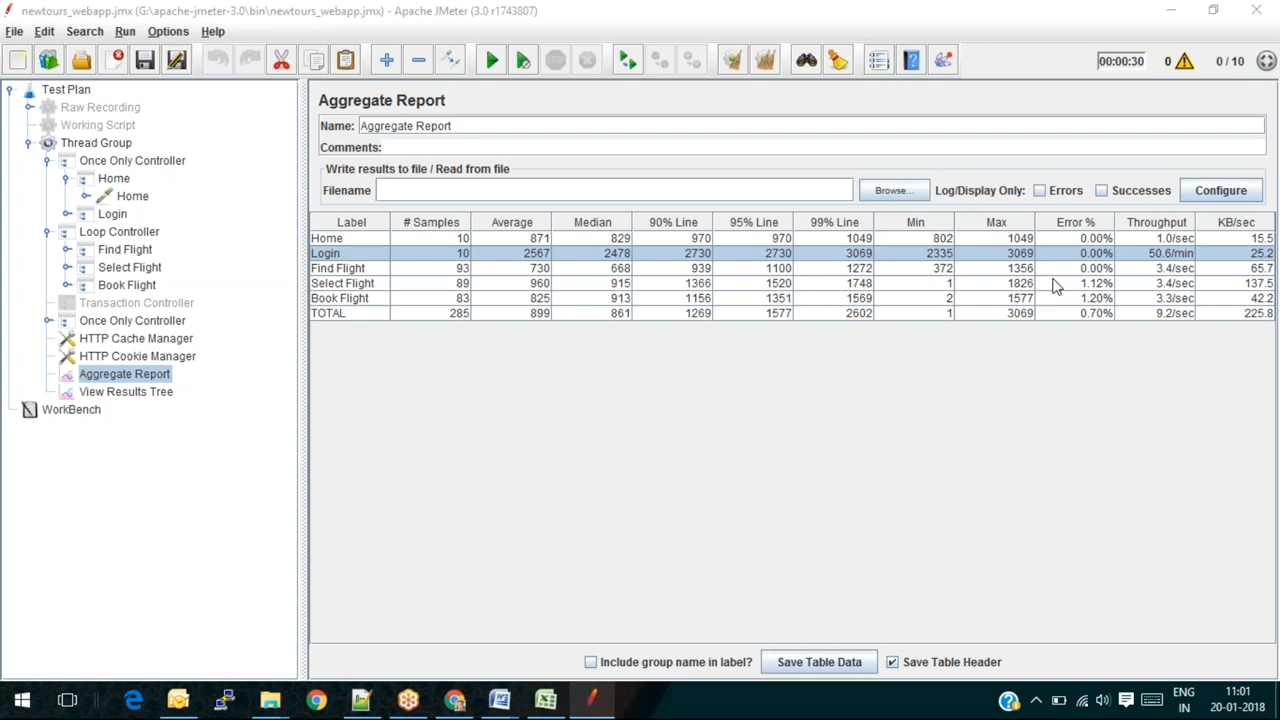 newtours_webapp.jmx (G:\apache-jmeter-3.0\bin\newtours_webapp.jmx) - Apache JMeter (3.0 r1743807)
File Edit Search Run Options Help
00:00:30 0 0 / 10
Test Plan
Raw Recording
Working Script
Thread Group
Once Only Controller
Home
Home
Login
Loop Controller
Find Flight
Select Flight
Book Flight
Transaction Controller
Once Only Controller
HTTP Cache Manager
HTTP Cookie Manager
Aggregate Report
View Results Tree
WorkBench
Aggregate Report
Name: Aggregate Report
Comments:
Write results to file / Read from file
Filename Browse... Log/Display Only: Errors Successes Configure
Label # Samples Average Median 90% Line 95% Line 99% Line Min Max Error % Throughput KB/sec
Home 10 871 829 970 970 1049 802 1049 0.00% 1.0/sec 15.5
Login 10 2567 2478 2730 2730 3069 2335 3069 0.00% 50.6/min 25.2
Find Flight 93 730 668 939 1100 1272 372 1356 0.00% 3.4/sec 65.7
Select Flight 89 960 915 1366 1520 1748 1 1826 1.12% 3.4/sec 137.5
Book Flight 83 825 913 1156 1351 1569 2 1577 1.20% 3.3/sec 42.2
TOTAL 285 899 861 1269 1577 2602 1 3069 0.70% 9.2/sec 225.8
Include group name in label? Save Table Data Save Table Header
ENG
IN
11:01
20-01-2018